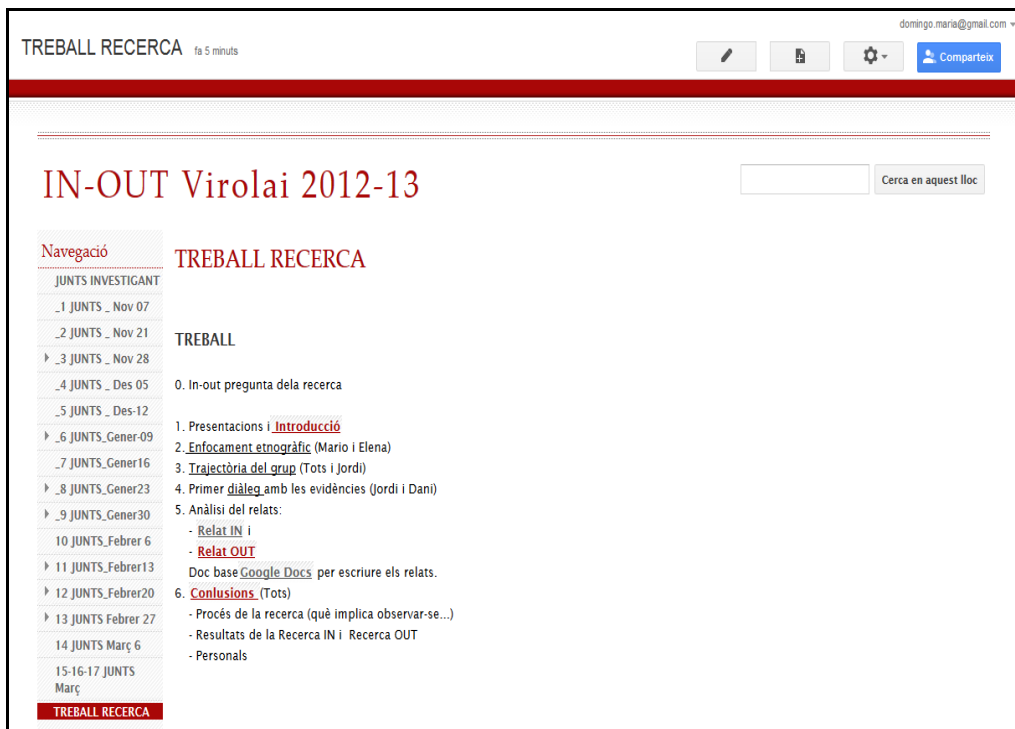 domingo.maria@gmail.com
TREBALL RECERCA fa 5 minuts
Comparteix
IN-OUT Virolai 2012-13
Cerca en aquest lloc
Navegació
JUNTS INVESTIGANT
_1 JUNTS _ Nov 07
_2 JUNTS _ Nov 21
_3 JUNTS _ Nov 28
_4 JUNTS _ Des 05
_5 JUNTS _ Des-12
_6 JUNTS_Gener-09
_7 JUNTS_Gener16
_8 JUNTS_Gener23
_9 JUNTS_Gener30
10 JUNTS_Febrer 6
11 JUNTS_Febrer13
12 JUNTS_Febrer20
13 JUNTS Febrer 27
14 JUNTS Març 6
15-16-17 JUNTS
Març
TREBALL RECERCA
TREBALL RECERCA
TREBALL
0. In-out pregunta dela recerca
1. Presentacions i Introducció
2. Enfocament etnogràfic (Mario i Elena)
3. Trajectòria del grup (Tots i Jordi)
4. Primer diàleg amb les evidències (Jordi i Dani)
5. Anàlisi del relats:
- Relat IN i
- Relat OUT
Doc base Google Docs per escriure els relats.
6. Conlusions (Tots)
- Procés de la recerca (què implica observar-se...)
- Resultats de la Recerca IN i Recerca OUT
- Personals